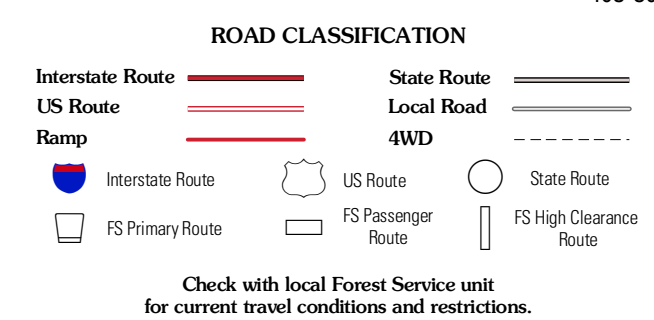 ROAD CLASSIFICATION
Interstate Route State Route
US Route Local Road
Ramp 4WD
Interstate Route US Route State Route
FS Primary Route FS Passenger Route FS High Clearance Route
Check with local Forest Service unit
for current travel conditions and restrictions.